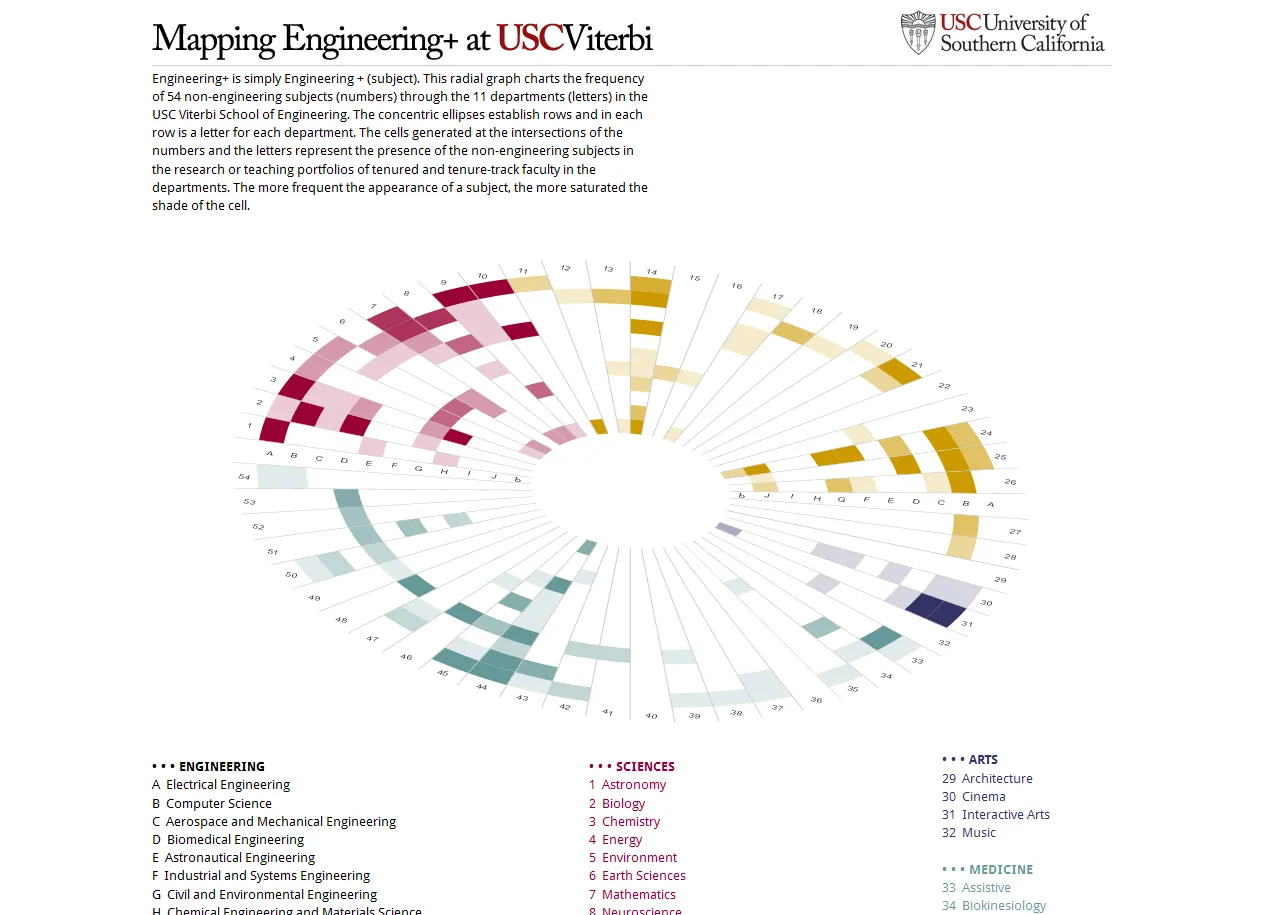 Mapping Engineering+ at USCViterbi
USC University of
Southern California
Engineering+ is simply Engineering + (subject). This radial graph charts the frequency
of 54 non-engineering subjects (numbers) through the 11 departments (letters) in the
USC Viterbi School of Engineering. The concentric ellipses establish rows and in each
row is a letter for each department. The cells generated at the intersections of the
numbers and the letters represent the presence of the non-engineering subjects in
the research or teaching portfolios of tenured and tenure-track faculty in the
departments. The more frequent the appearance of a subject, the more saturated the
shade of the cell.
1
2
3
4
5
6
7
8
9
10
11
12
13
14
15
16
17
18
19
20
21
22
23
24
25
26
A B C D E F G H I J b
b J I H G F E D C B A
27
28
29
30
31
32
33
34
35
36
37
38
39
40
41
42
43
44
45
46
47
48
49
50
51
52
53
54
• • • ENGINEERING
A Electrical Engineering
B Computer Science
C Aerospace and Mechanical Engineering
D Biomedical Engineering
E Astronautical Engineering
F Industrial and Systems Engineering
G Civil and Environmental Engineering
H Chemical Engineering and Materials Science
• • • SCIENCES
1 Astronomy
2 Biology
3 Chemistry
4 Energy
5 Environment
6 Earth Sciences
7 Mathematics
8 Neuroscience
• • • ARTS
29 Architecture
30 Cinema
31 Interactive Arts
32 Music
• • • MEDICINE
33 Assistive
34 Biokinesiology